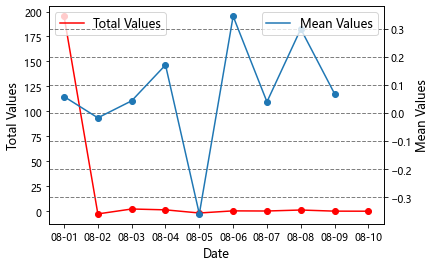 Total Values
Mean Values
200
175
150
125
100
75
50
25
0
Total Values
0.3
0.2
0.1
0.0
−0.1
−0.2
−0.3
Mean Values
08-01 08-02 08-03 08-04 08-05 08-06 08-07 08-08 08-09 08-10
Date